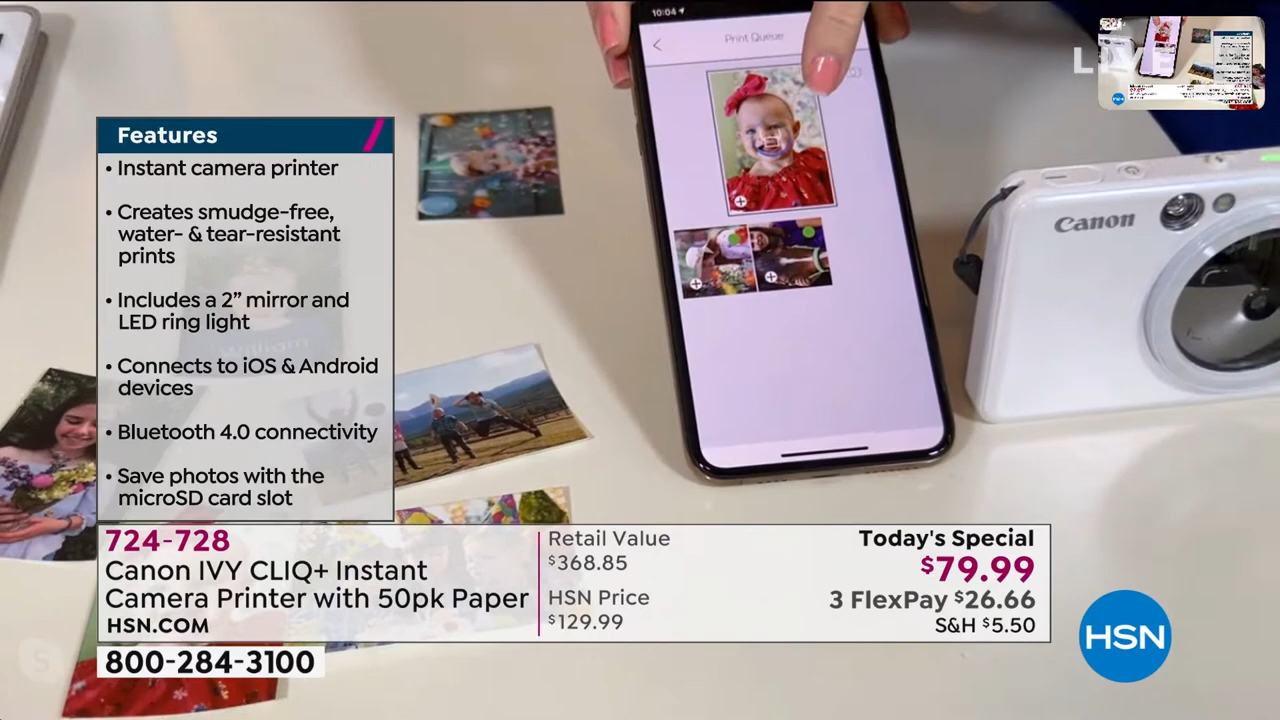 10:04
Print Queue
LIVE
Features
• Instant camera printer
• Creates smudge-free,
water- & tear-resistant
prints
• Includes a 2” mirror and
LED ring light
• Connects to iOS & Android
devices
• Bluetooth 4.0 connectivity
• Save photos with the
microSD card slot
Canon
724-728
Canon IVY CLIQ+ Instant
Camera Printer with 50pk Paper
HSN.COM
Retail Value
$368.85
HSN Price
$129.99
Today's Special
$79.99
3 FlexPay $26.66
S&H $5.50
800-284-3100
HSN